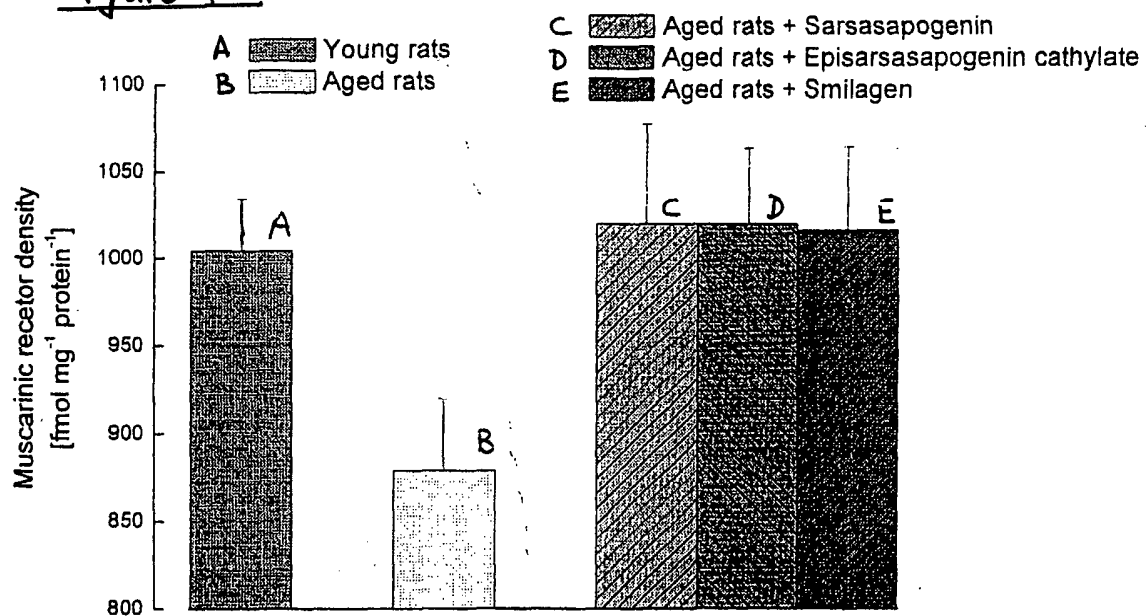 A Young rats
B Aged rats
C Aged rats + Sarsasapogenin
D Aged rats + Episarsasapogenin cathylate
E Aged rats + Smilagen
Muscarinic recetor density
[fmol mg⁻¹ protein⁻¹]
1100
1050
1000
950
900
850
800
A
B
C
D
E